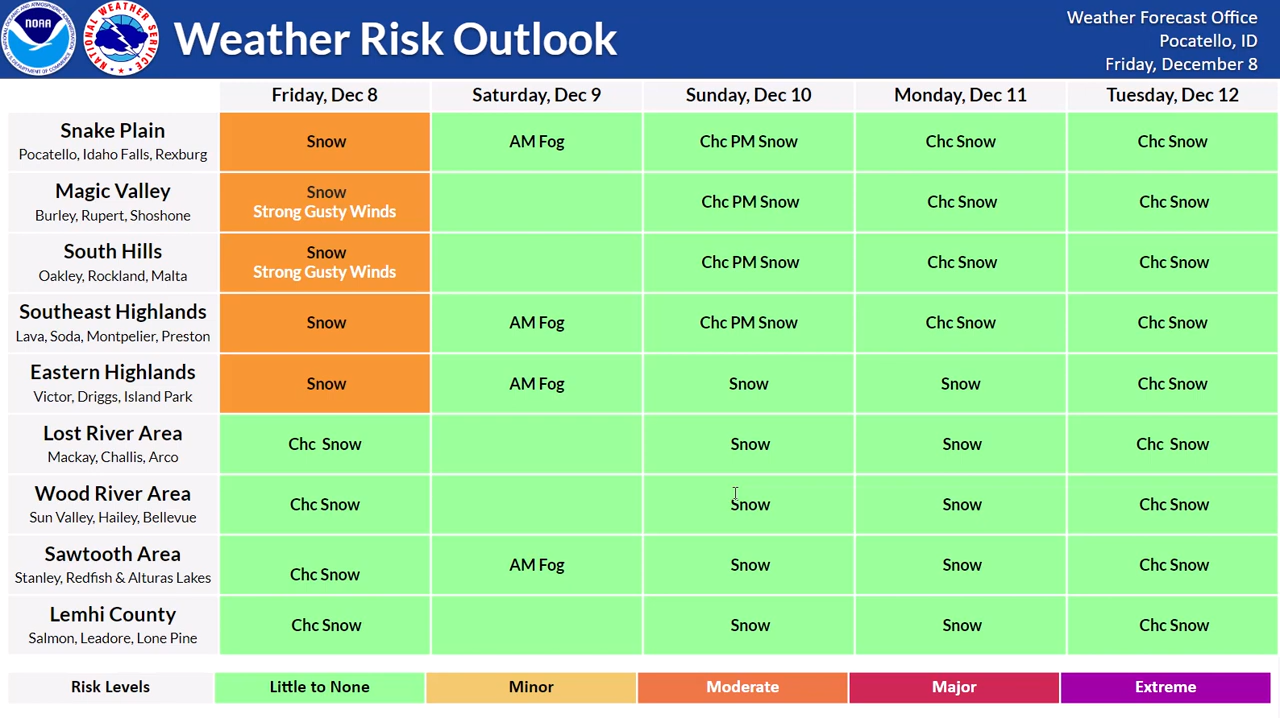 NOAA
NATIONAL WEATHER SERVICE
Weather Risk Outlook
Weather Forecast Office
Pocatello, ID
Friday, December 8
Friday, Dec 8 Saturday, Dec 9 Sunday, Dec 10 Monday, Dec 11 Tuesday, Dec 12
Snake Plain
Pocatello, Idaho Falls, Rexburg
Snow AM Fog Chc PM Snow Chc Snow Chc Snow
Magic Valley
Burley, Rupert, Shoshone
Snow
Strong Gusty Winds
Chc PM Snow Chc Snow Chc Snow
South Hills
Oakley, Rockland, Malta
Snow
Strong Gusty Winds
Chc PM Snow Chc Snow Chc Snow
Southeast Highlands
Lava, Soda, Montpelier, Preston
Snow AM Fog Chc PM Snow Chc Snow Chc Snow
Eastern Highlands
Victor, Driggs, Island Park
Snow AM Fog Snow Snow Chc Snow
Lost River Area
Mackay, Challis, Arco
Chc Snow Snow Snow Chc Snow
Wood River Area
Sun Valley, Hailey, Bellevue
Chc Snow Snow Snow Chc Snow
Sawtooth Area
Stanley, Redfish & Alturas Lakes
Chc Snow AM Fog Snow Snow Chc Snow
Lemhi County
Salmon, Leadore, Lone Pine
Chc Snow Snow Snow Chc Snow
Risk Levels Little to None Minor Moderate Major Extreme